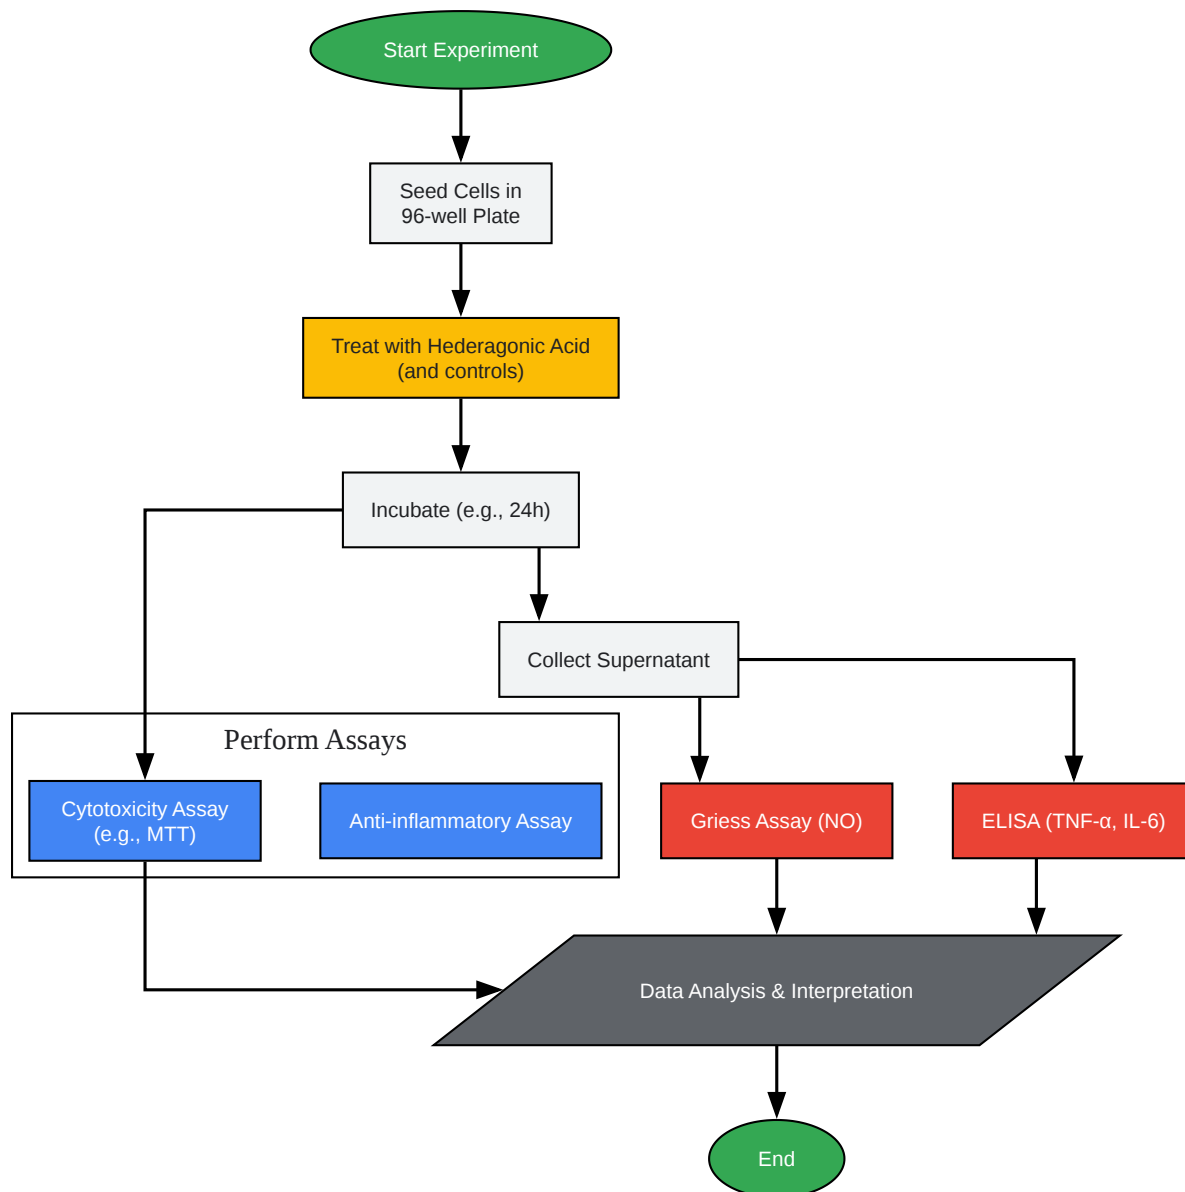 Start Experiment
Seed Cells in
96-well Plate
Treat with Hederagonic Acid
(and controls)
Incubate (e.g., 24h)
Collect Supernatant
Perform Assays
Cytotoxicity Assay
(e.g., MTT)
Anti-inflammatory Assay
Griess Assay (NO)
ELISA (TNF-α, IL-6)
Data Analysis & Interpretation
End